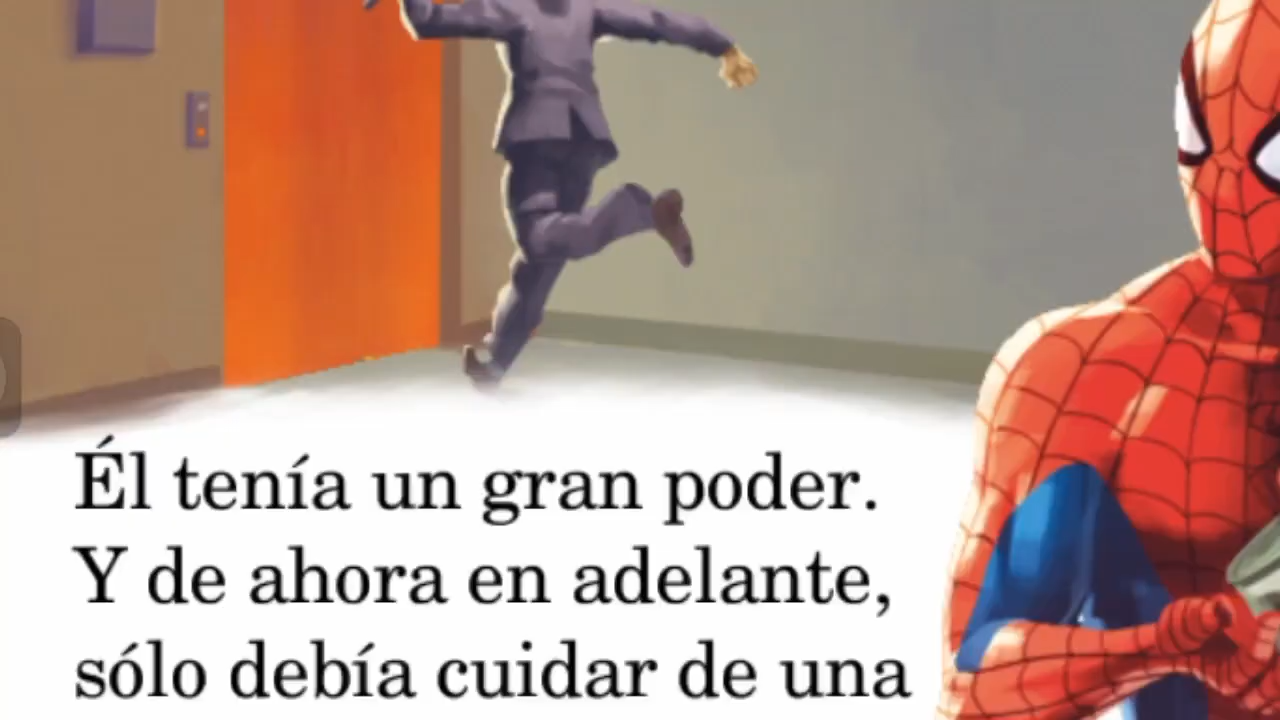 Él tenía un gran poder.
Y de ahora en adelante,
sólo debía cuidar de una